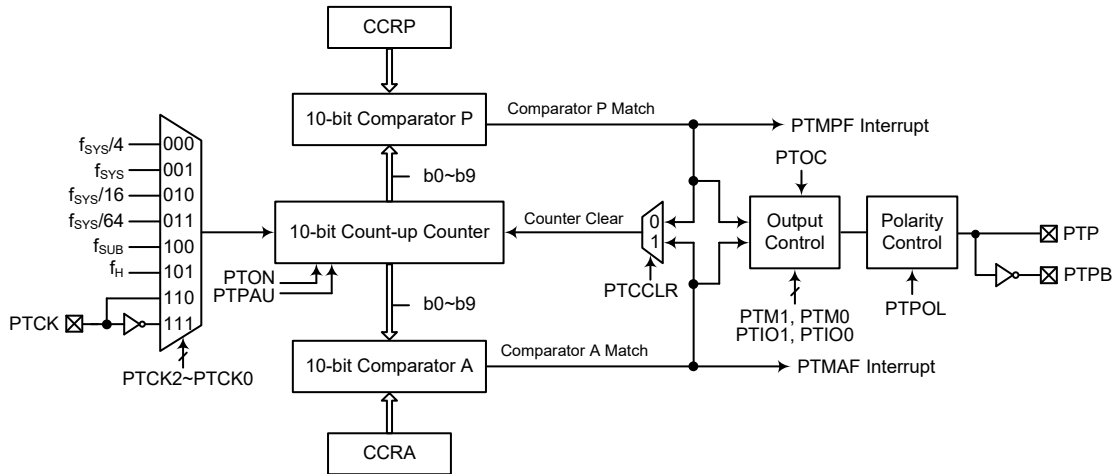 CCRP
10-bit Comparator P
Comparator P Match
PTMPF Interrupt
b0~b9
PTOC
fSYS/4
000
fSYS
001
fSYS/16
010
fSYS/64
011
fSUB
100
fH
101
110
111
PTCK
PTCK2~PTCK0
10-bit Count-up Counter
Counter Clear
0
1
PTCCLR
Output
Control
Polarity
Control
PTP
PTPB
PTON
PTPAU
PTM1, PTM0
PTIO1, PTIO0
PTPOL
b0~b9
10-bit Comparator A
Comparator A Match
PTMAF Interrupt
CCRA